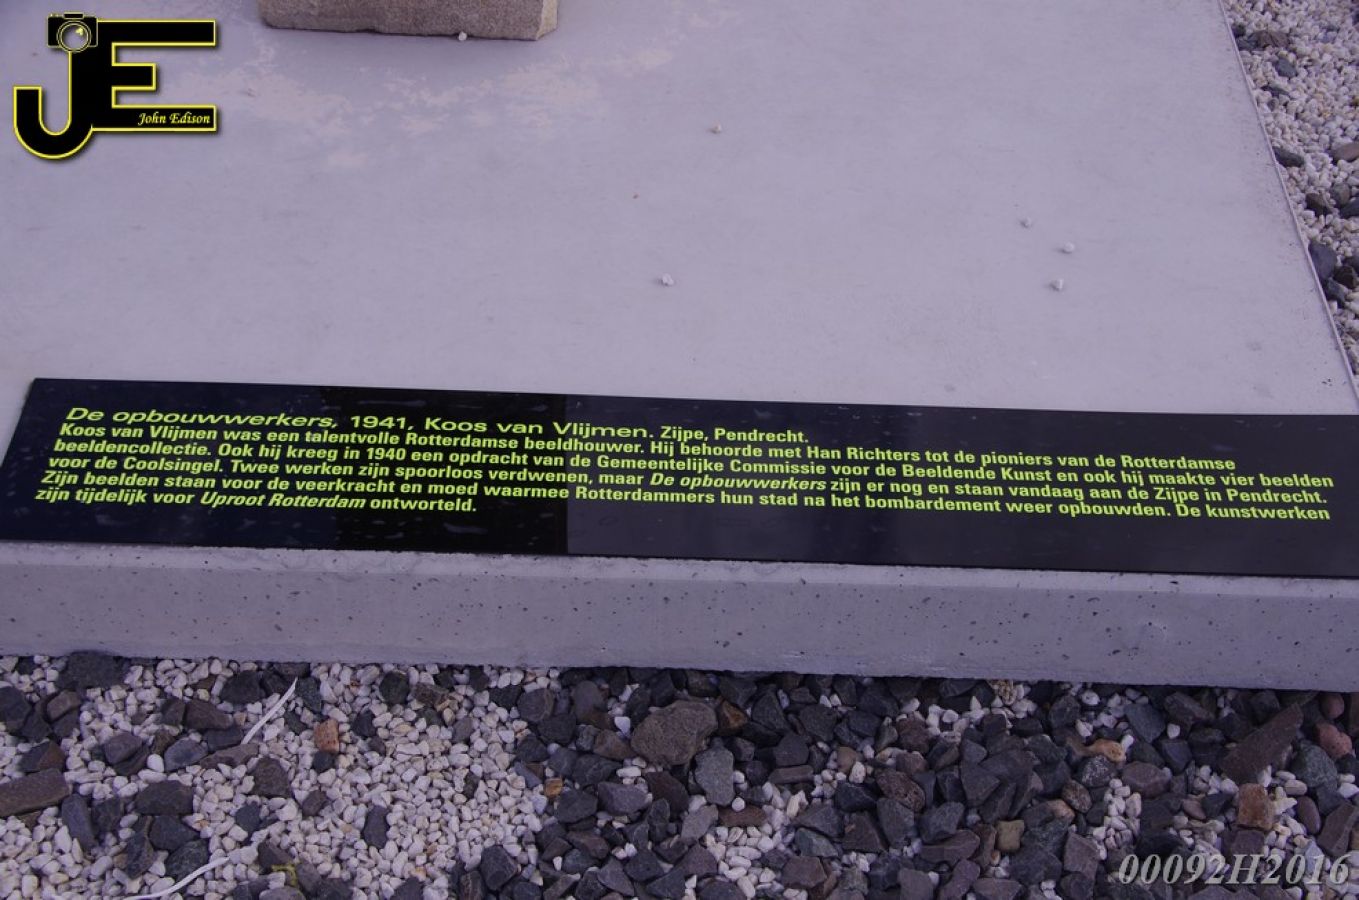 JE
John Edison
De opbouwwerkers, 1941, Koos van Vlijmen. Zijpe, Pendrecht.
Koos van Vlijmen was een talentvolle Rotterdamse beeldhouwer. Hij behoorde met Han Richters tot de pioniers van de Rotterdamse
beeldencollectie. Ook hij kreeg in 1940 een opdracht van de Gemeentelijke Commissie voor de Beeldende Kunst en ook hij maakte vier beelden
voor de Coolsingel. Twee werken zijn spoorloos verdwenen, maar De opbouwwerkers zijn er nog en staan vandaag aan de Zijpe in Pendrecht.
Zijn beelden staan voor de veerkracht en moed waarmee Rotterdammers hun stad na het bombardement weer opbouwden. De kunstwerken
zijn tijdelijk voor Uproot Rotterdam ontworteld.
00092H2016